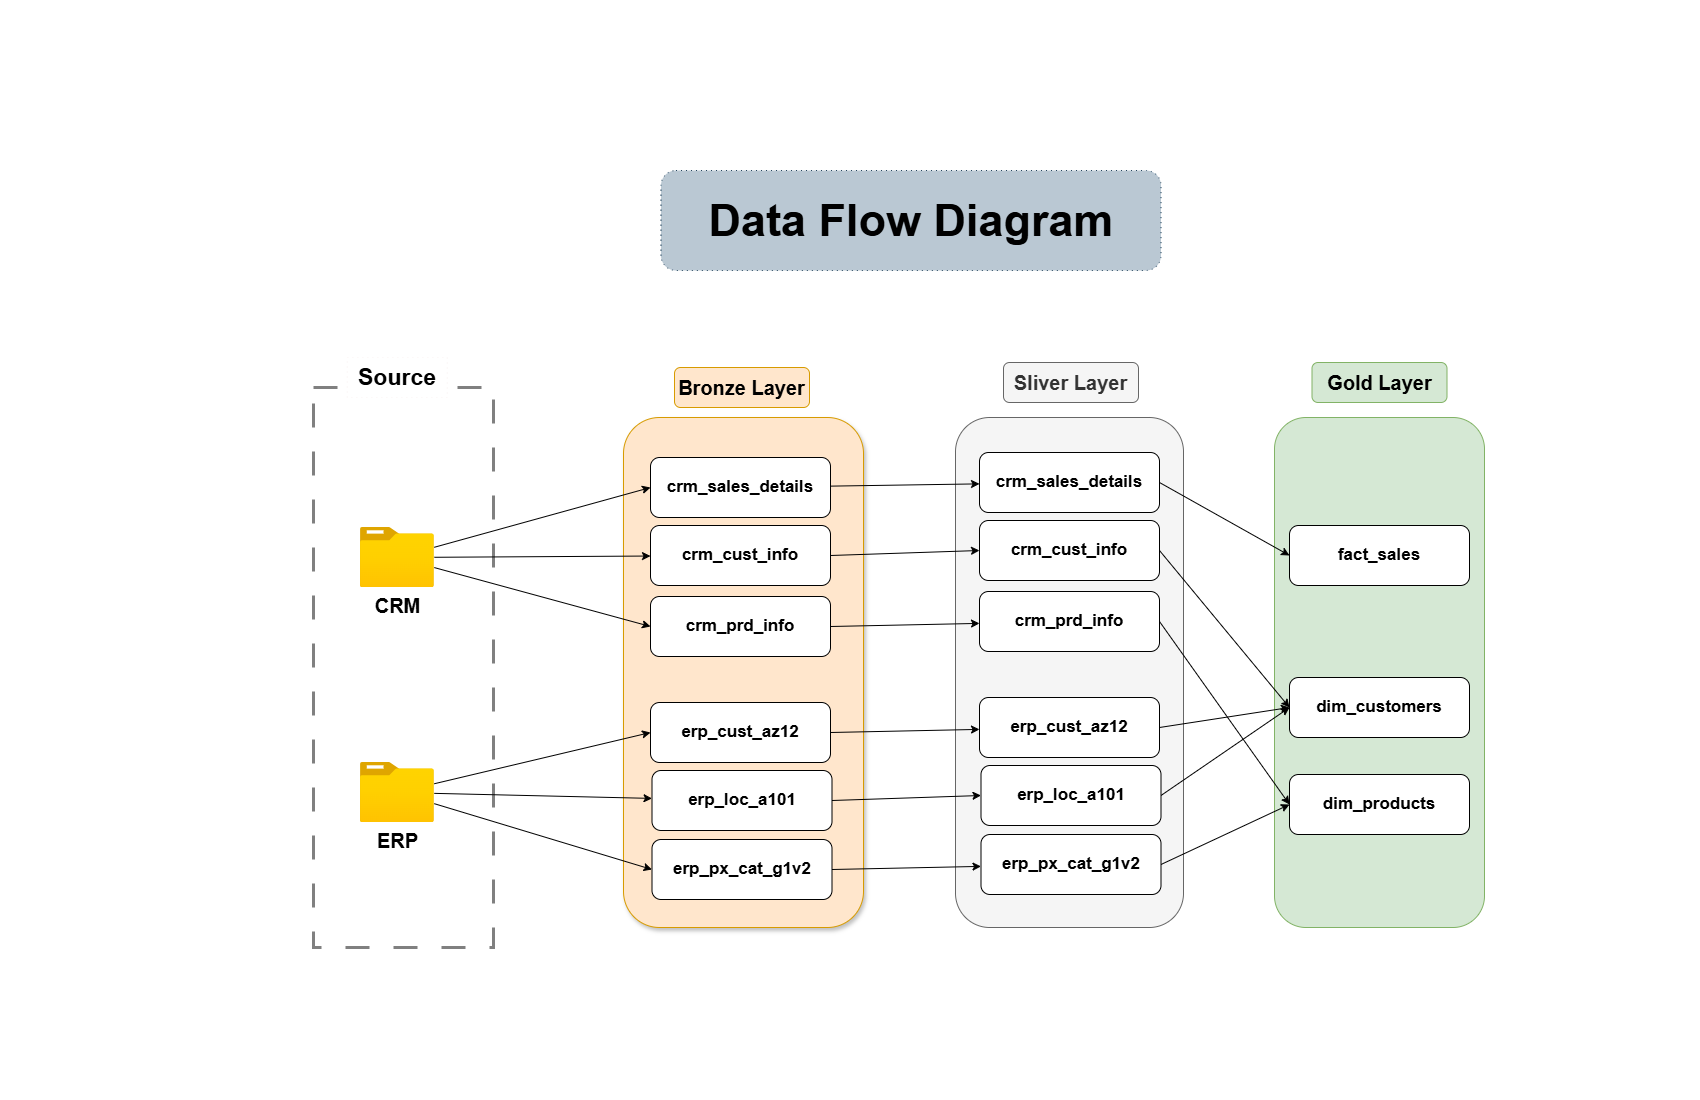 Data Flow Diagram
Source
Bronze Layer
Sliver Layer
Gold Layer
CRM
ERP
crm_sales_details
crm_cust_info
crm_prd_info
erp_cust_az12
erp_loc_a101
erp_px_cat_g1v2
crm_sales_details
crm_cust_info
crm_prd_info
erp_cust_az12
erp_loc_a101
erp_px_cat_g1v2
fact_sales
dim_customers
dim_products